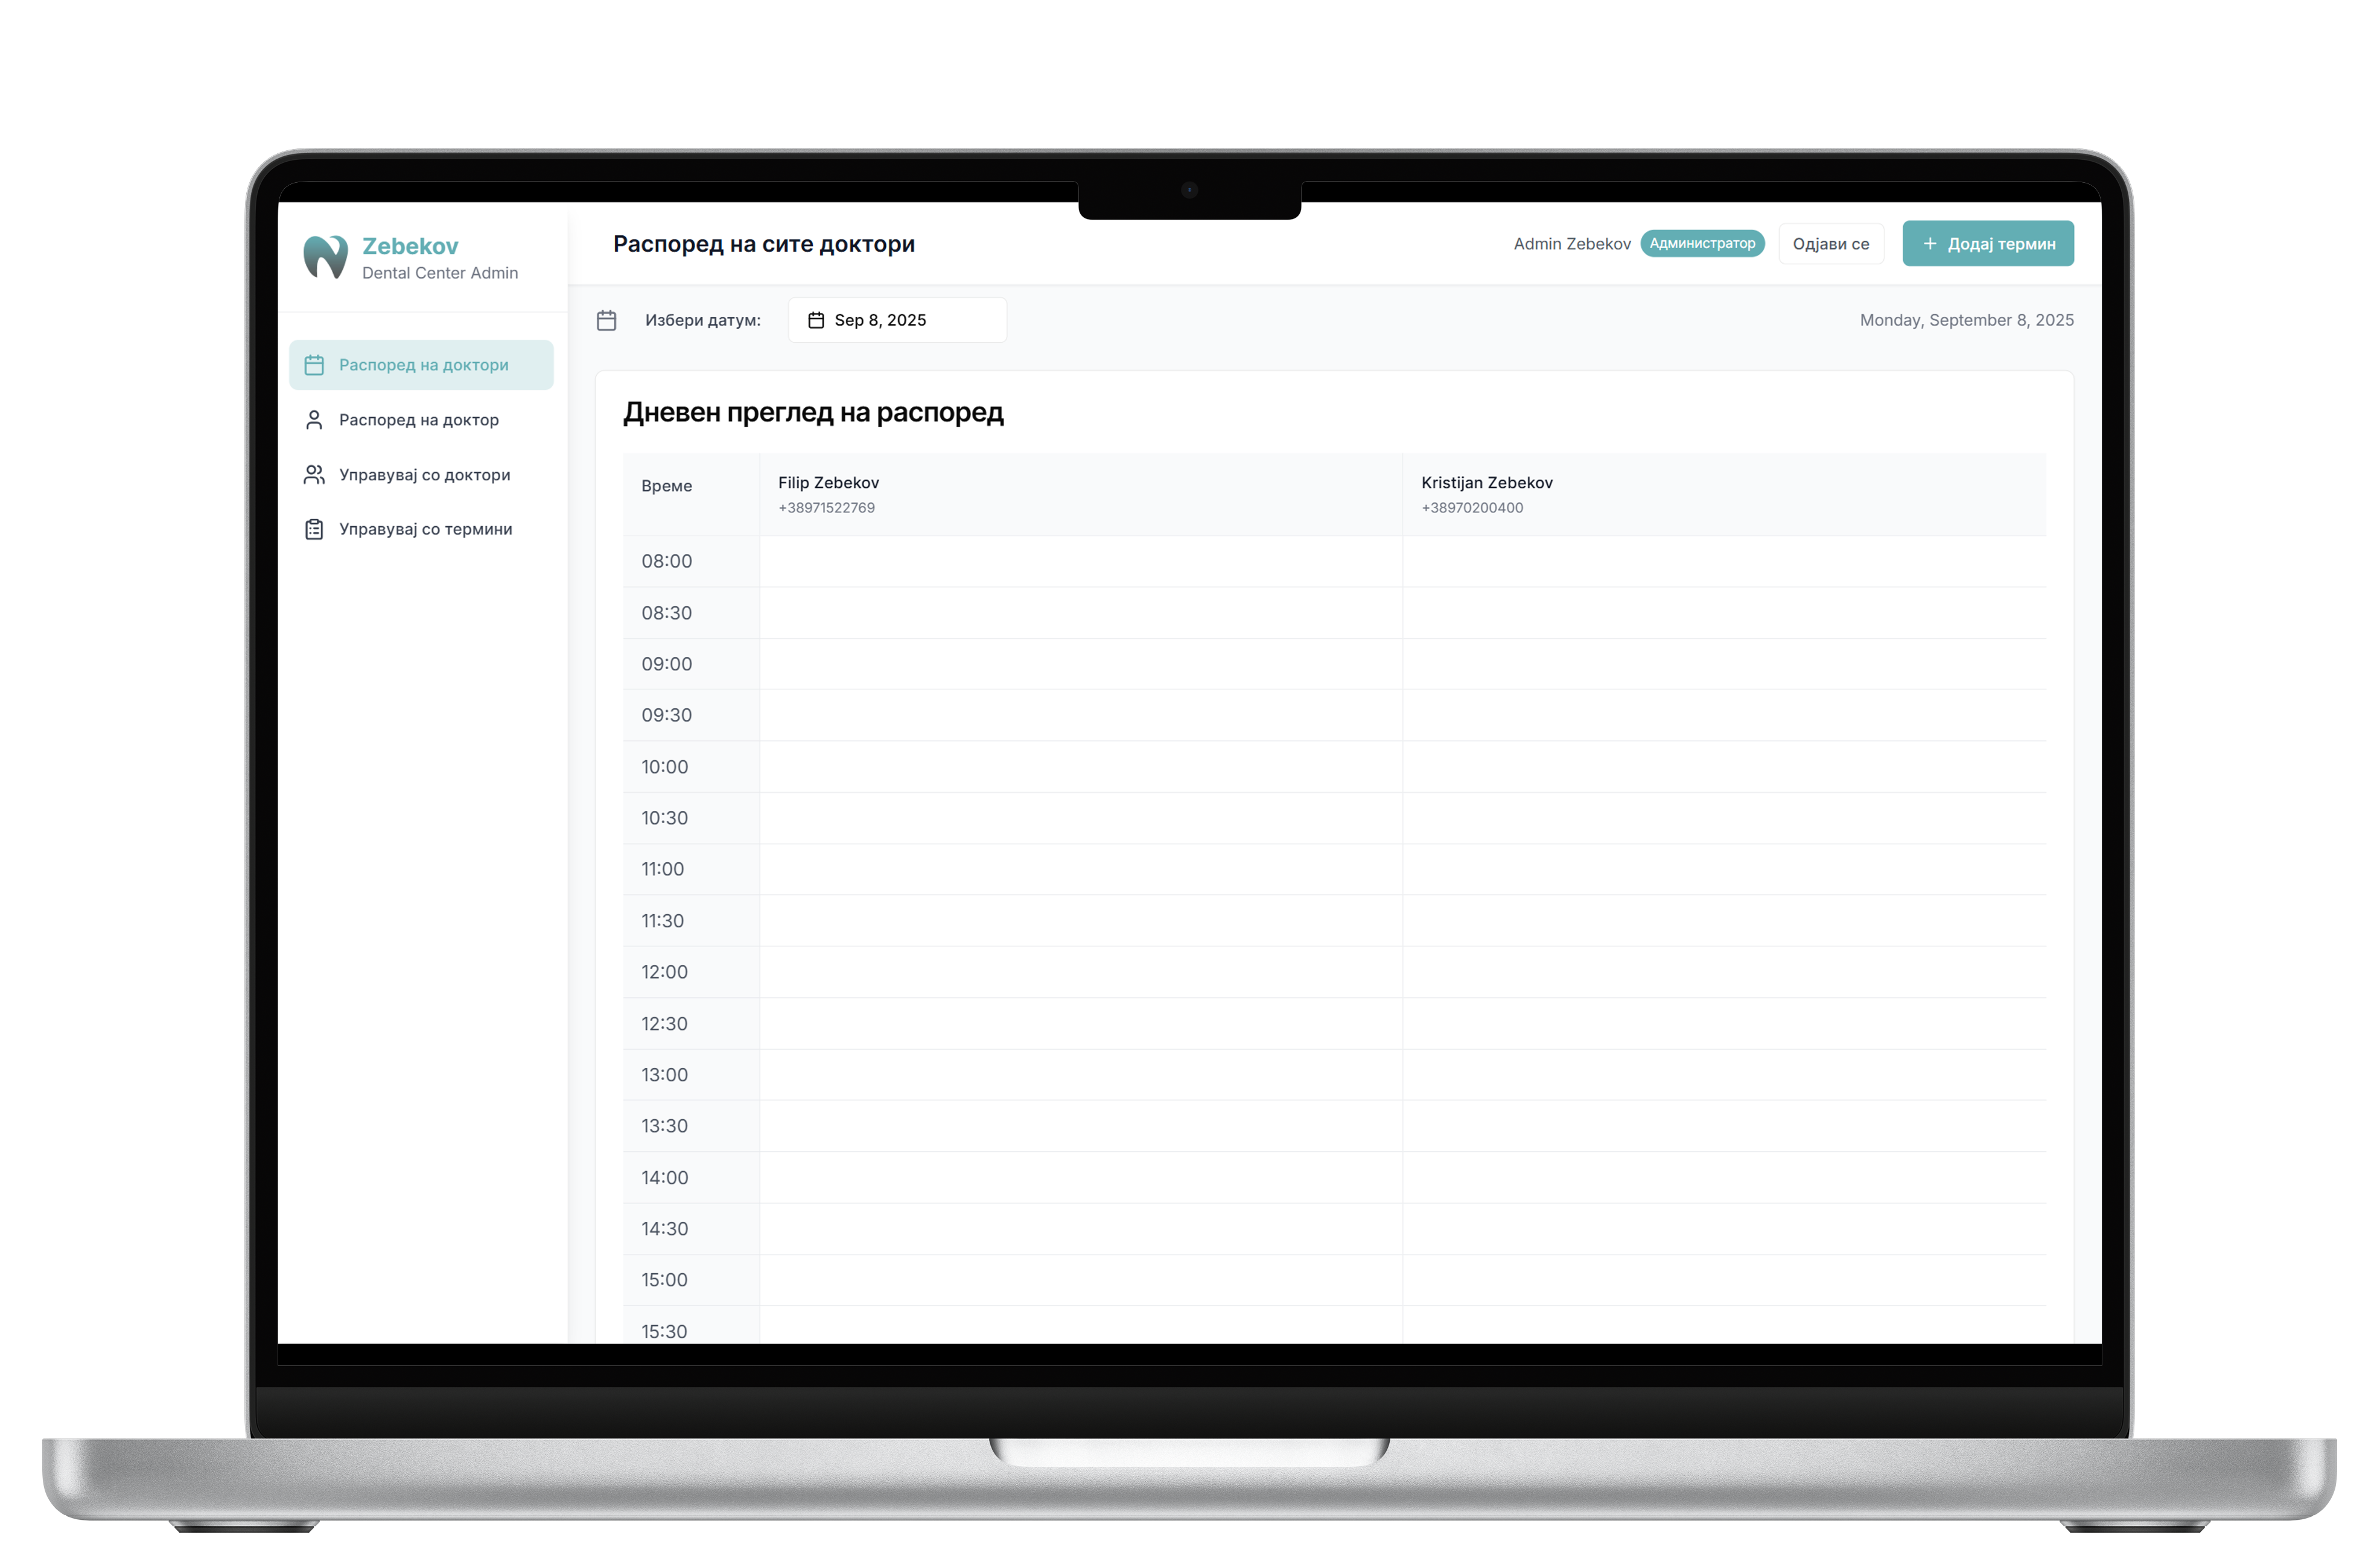 Zebekov
Dental Center Admin
Распоред на доктори
Распоред на доктор
Управувај со доктори
Управувај со термини
Распоред на сите доктори
Admin Zebekov Администратор Одјави се + Додај термин
Избери датум: Sep 8, 2025 Monday, September 8, 2025
Дневен преглед на распоред
Време Filip Zebekov Kristijan Zebekov
+38971522769 +38970200400
08:00
08:30
09:00
09:30
10:00
10:30
11:00
11:30
12:00
12:30
13:00
13:30
14:00
14:30
15:00
15:30